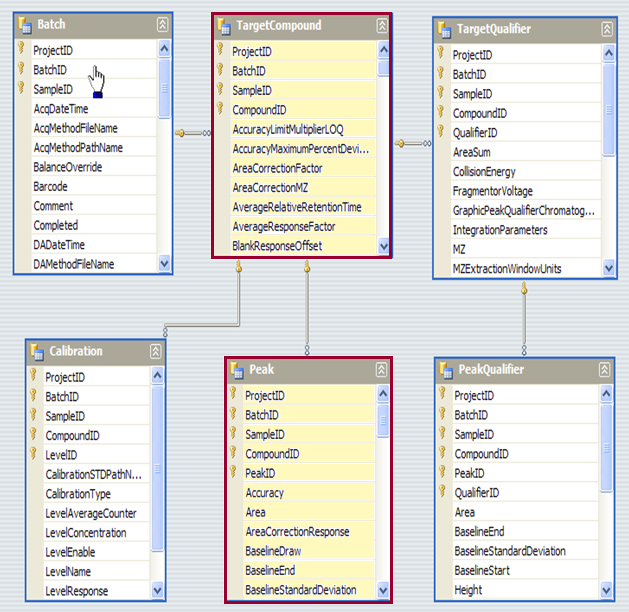 Batch
ProjectID
BatchID
SampleID
AcqDateTime
AcqMethodFileName
AcqMethodPathName
BalanceOverride
Barcode
Comment
Completed
DADateTime
DAMethodFileName
TargetCompound
ProjectID
BatchID
SampleID
CompoundID
AccuracyLimitMultiplierLOQ
AccuracyMaximumPercentDevi...
AreaCorrectionFactor
AreaCorrectionMZ
AverageRelativeRetentionTime
AverageResponseFactor
BlankResponseOffset
TargetQualifier
ProjectID
BatchID
SampleID
CompoundID
QualifierID
AreaSum
CollisionEnergy
FragmentorVoltage
GraphicPeakQualifierChromatog...
IntegrationParameters
MZ
MZExtractionWindowUnits
Calibration
ProjectID
BatchID
SampleID
CompoundID
LevelID
CalibrationSTDPathN...
CalibrationType
LevelAverageCounter
LevelConcentration
LevelEnable
LevelName
LevelResponse
Peak
ProjectID
BatchID
SampleID
CompoundID
PeakID
Accuracy
Area
AreaCorrectionResponse
BaselineDraw
BaselineEnd
BaselineStandardDeviation
PeakQualifier
ProjectID
BatchID
SampleID
CompoundID
PeakID
QualifierID
Area
BaselineEnd
BaselineStandardDeviation
BaselineStart
Height